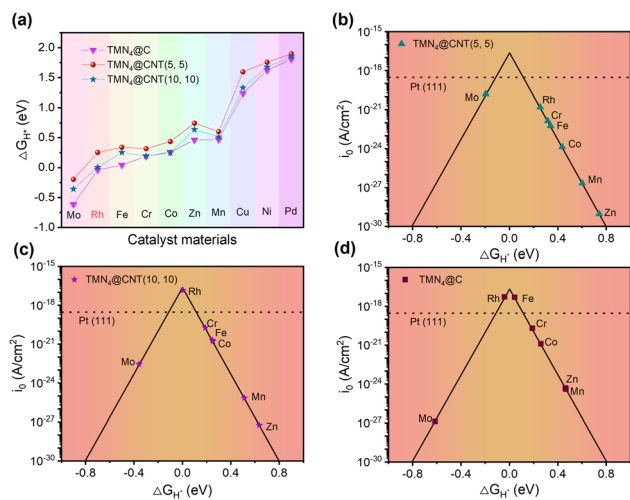 (a)
TMN₄@C
TMN₄@CNT(5, 5)
TMN₄@CNT(10, 10)
2.0
1.5
1.0
0.5
0.0
-0.5
-1.0
△G_H* (eV)
Mo Rh Fe Cr Co Zn Mn Cu Ni Pd
Catalyst materials
(b)
TMN₄@CNT(5, 5)
10⁻¹⁵
10⁻¹⁸
10⁻²¹
10⁻²⁴
10⁻²⁷
10⁻³⁰
i₀ (A/cm²)
Pt (111)
Mo
Rh
Cr
Fe
Co
Mn
Zn
-0.8 -0.4 0.0 0.4 0.8
△G_H* (eV)
(c)
TMN₄@CNT(10, 10)
10⁻¹⁵
10⁻¹⁸
10⁻²¹
10⁻²⁴
10⁻²⁷
10⁻³⁰
i₀ (A/cm²)
Rh
Pt (111)
Cr
Fe
Co
Mo
Mn
Zn
-0.8 -0.4 0.0 0.4 0.8
△G_H* (eV)
(d)
TMN₄@C
10⁻¹⁵
10⁻¹⁸
10⁻²¹
10⁻²⁴
10⁻²⁷
10⁻³⁰
i₀ (A/cm²)
Rh Fe
Pt (111)
Cr
Co
Zn
Mn
Mo
-0.8 -0.4 0.0 0.4 0.8
△G_H* (eV)